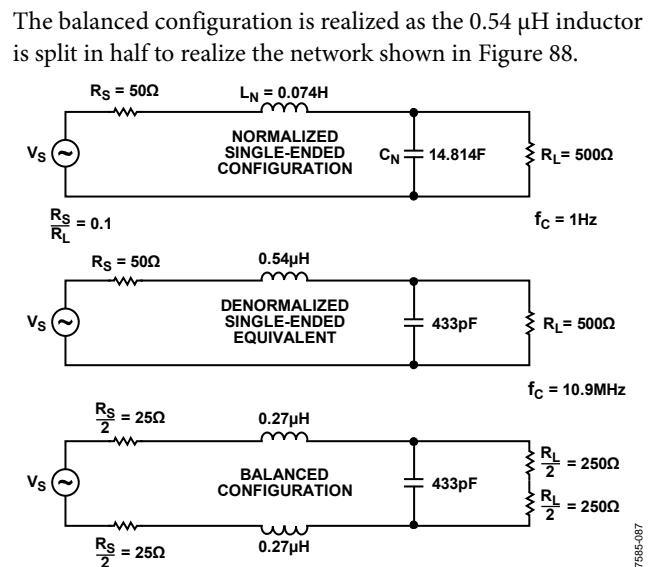 The balanced configuration is realized as the 0.54 μH inductor
is split in half to realize the network shown in Figure 88.
RS = 50Ω
LN = 0.074H
VS
NORMALIZED
SINGLE-ENDED
CONFIGURATION
CN
14.814F
RL= 500Ω
RS
RL
= 0.1
fC = 1Hz
RS = 50Ω
0.54μH
VS
DENORMALIZED
SINGLE-ENDED
EQUIVALENT
433pF
RL= 500Ω
fC = 10.9MHz
RS
2
= 25Ω
0.27μH
VS
BALANCED
CONFIGURATION
433pF
RL
2
= 250Ω
RL
2
= 250Ω
RS
2
= 25Ω
0.27μH
7585-087